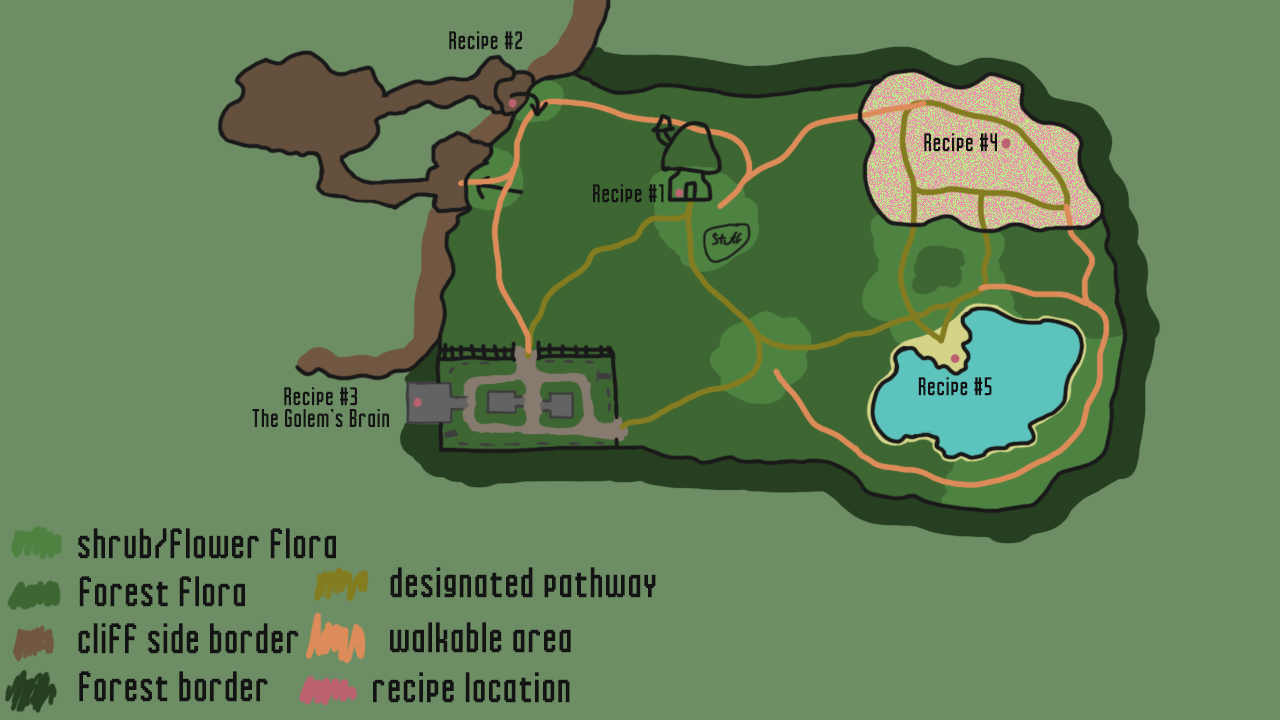 Recipe #2
Recipe #4
Recipe #1
Stuff
Recipe #5
Recipe #3
The Golem's Brain
shrub/Flower Flora
Forest Flora
designated pathway
cliff side border
walkable area
Forest border
recipe location